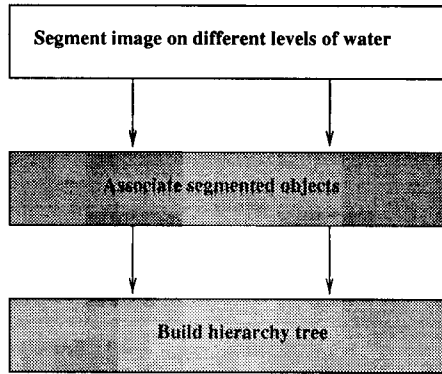 Segment image on different levels of water
Associate segmented objects
Build hierarchy tree